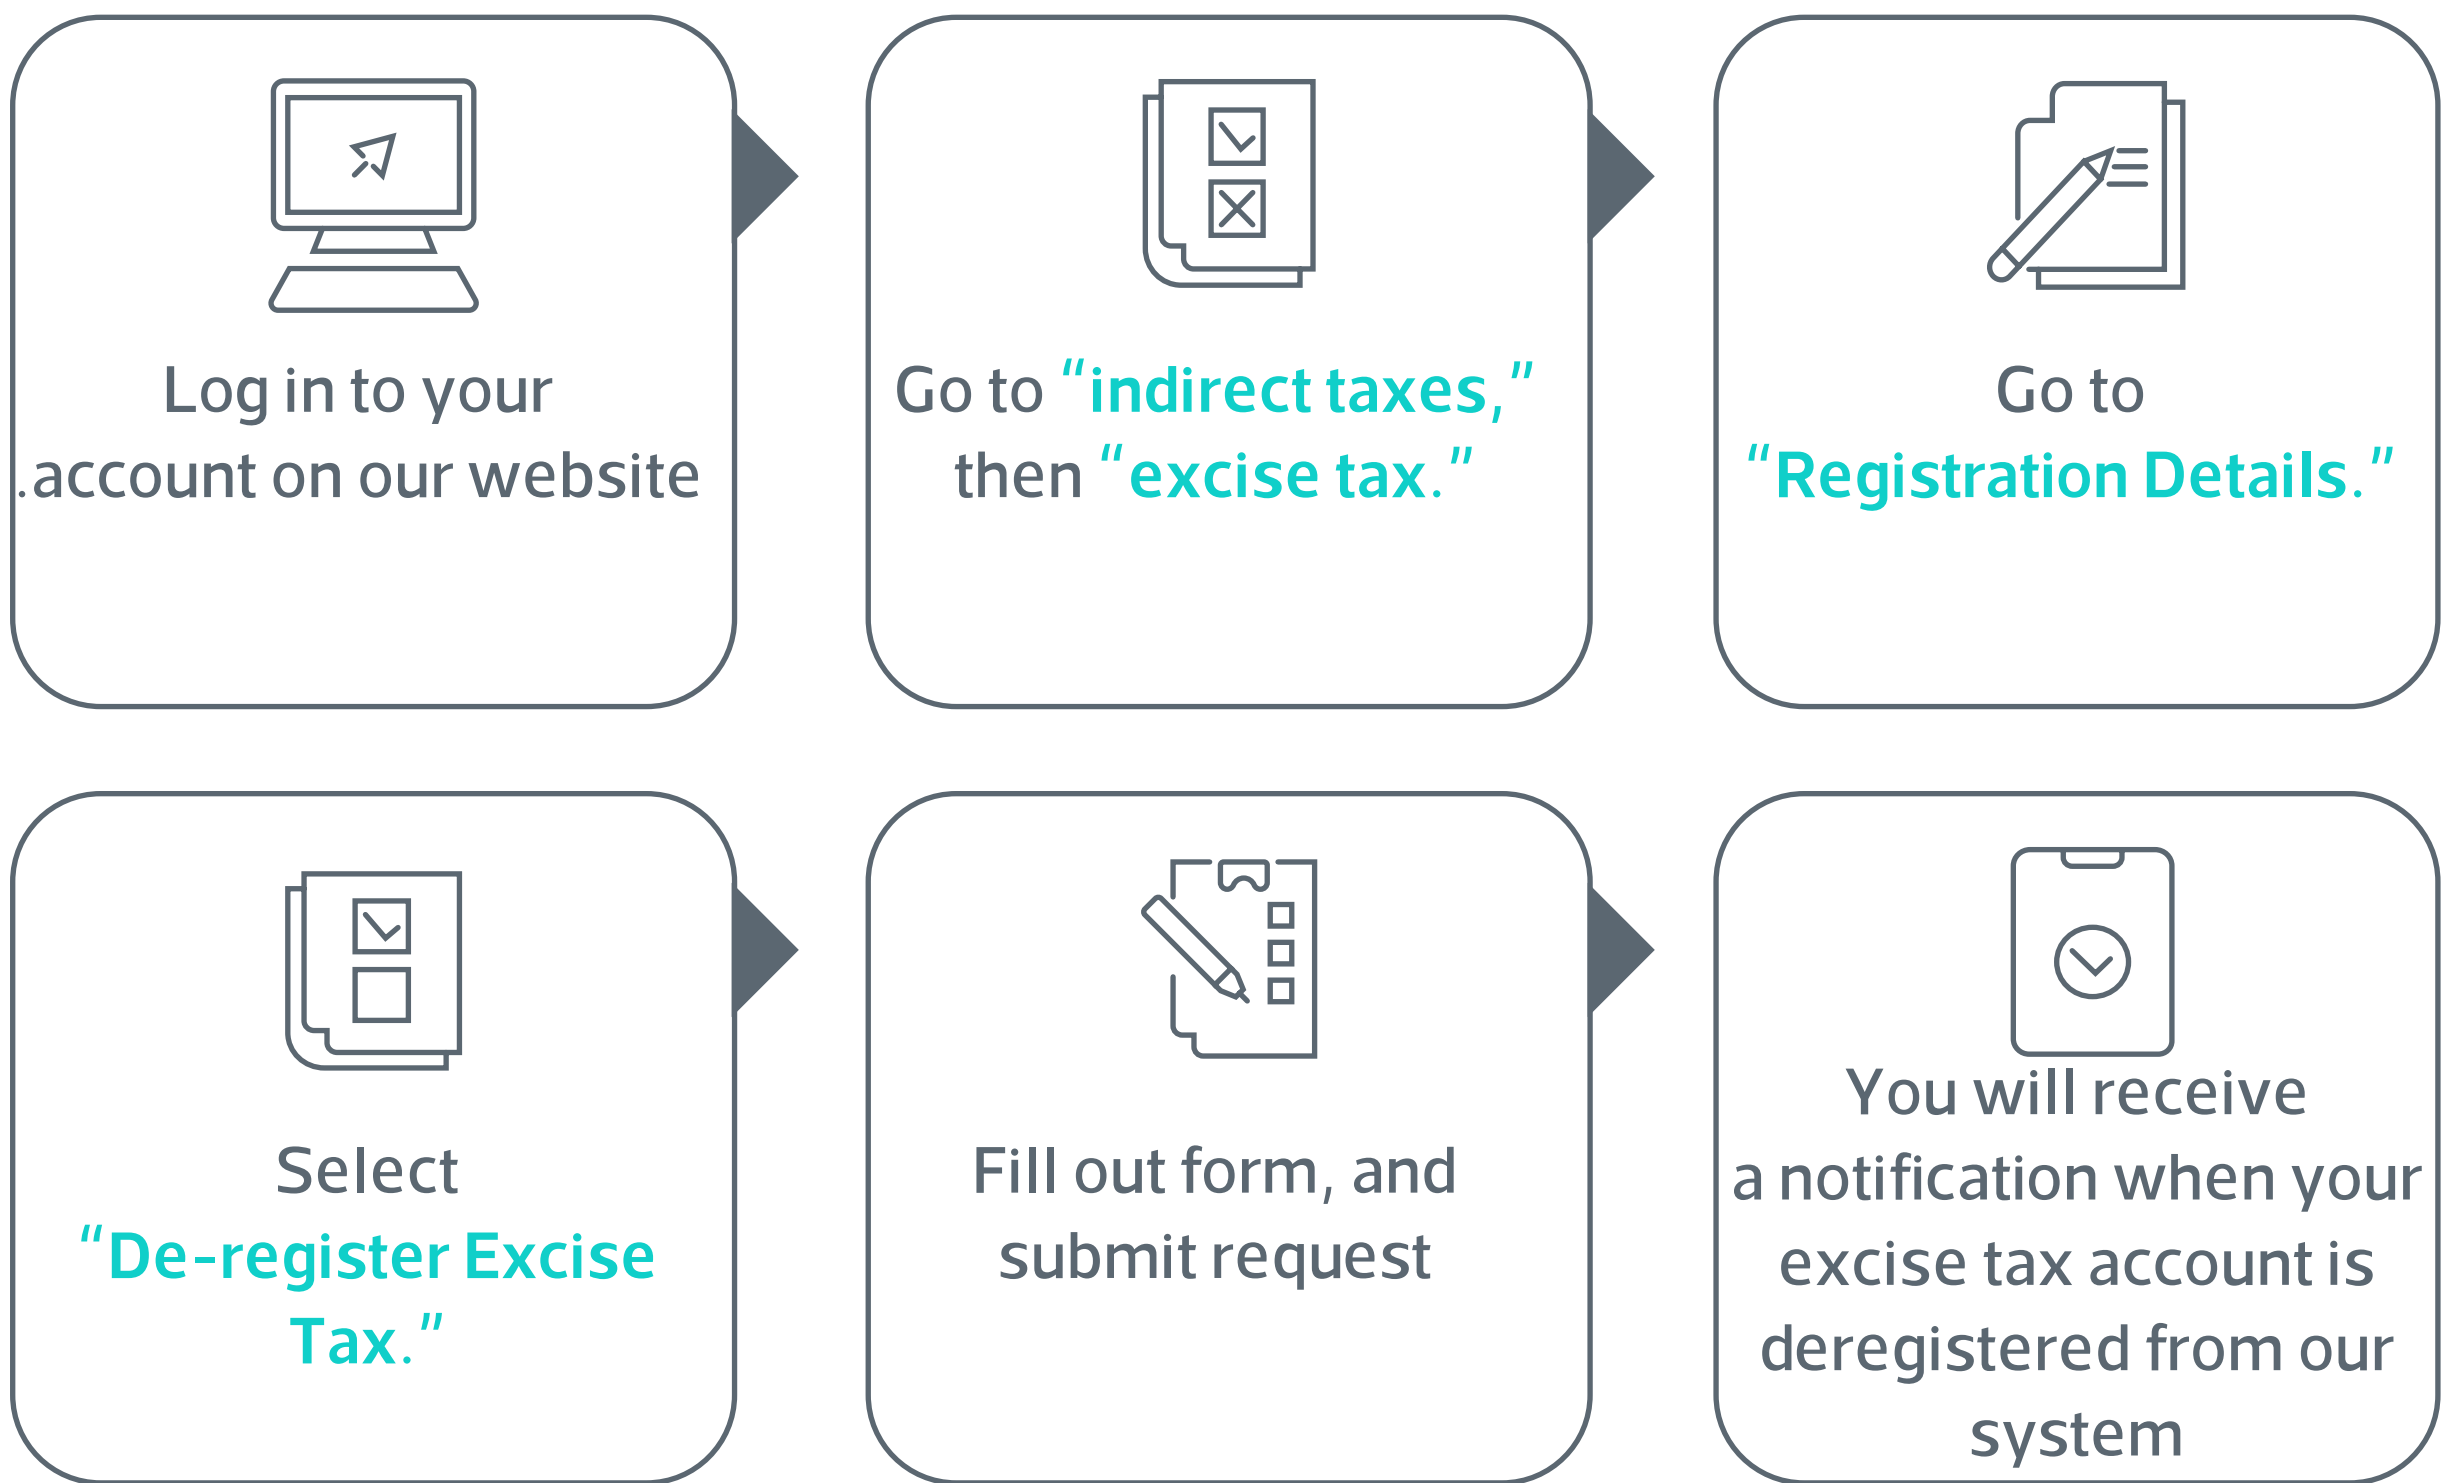 Log in to your
.account on our website
Go to “indirect taxes,”
then “excise tax.”
Go to
“Registration Details.”
Select
“De-register Excise
Tax.”
Fill out form, and
submit request
You will receive
a notification when your
excise tax account is
deregistered from our
system